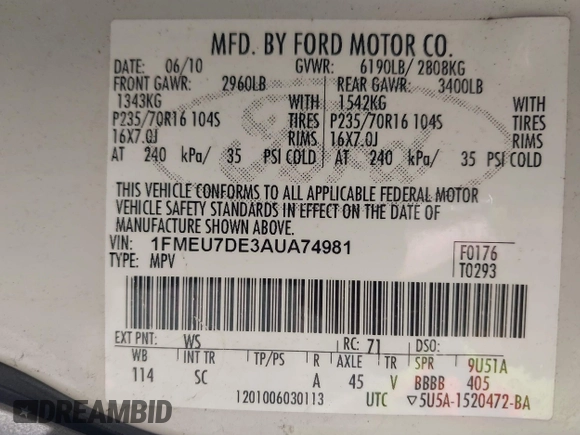 MFD. BY FORD MOTOR CO.
DATE: 06/10 GVWR: 6190LB/ 2808KG
FRONT GAWR: 2960LB REAR GAWR: 3400LB
1343KG WITH 1542KG WITH
P235/70R16 104S TIRES P235/70R16 104S TIRES
16X7.0J RIMS 16X7.0J RIMS
AT 240 kPa/ 35 PSI COLD AT 240 kPa/ 35 PSI COLD
THIS VEHICLE CONFORMS TO ALL APPLICABLE FEDERAL MOTOR
VEHICLE SAFETY STANDARDS IN EFFECT ON THE DATE OF
MANUFACTURE SHOWN ABOVE.
VIN: 1FMEU7DE3AUA74981 F0176
TYPE: MPV T0293
EXT PNT: WS RC: 71 DSO:
WB INT TR TP/PS R AXLE TR SPR 9U51A
114 SC A 45 V BBBB 405
1201006030113 UTC ▽5U5A-1520472-BA
Ford
DREAMBID